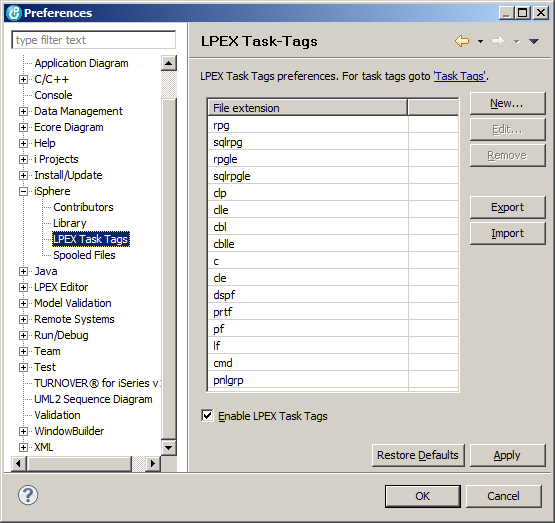 Preferences
type filter text
Application Diagram
C/C++
Console
Data Management
Ecore Diagram
Help
i Projects
Install/Update
iSphere
Contributors
Library
LPEX Task Tags
Spooled Files
Java
LPEX Editor
Model Validation
Remote Systems
Run/Debug
Team
Test
TURNOVER® for iSeries v
UML2 Sequence Diagram
Validation
WindowBuilder
XML
LPEX Task-Tags
LPEX Task Tags preferences. For task tags goto 'Task Tags'.
File extension
rpg
sqlrpg
rpgle
sqlrpgle
clp
clle
cbl
cblle
c
cle
dspf
prtf
pf
lf
cmd
pnlgrp
New...
Edit...
Remove
Export
Import
Enable LPEX Task Tags
Restore Defaults
Apply
OK
Cancel